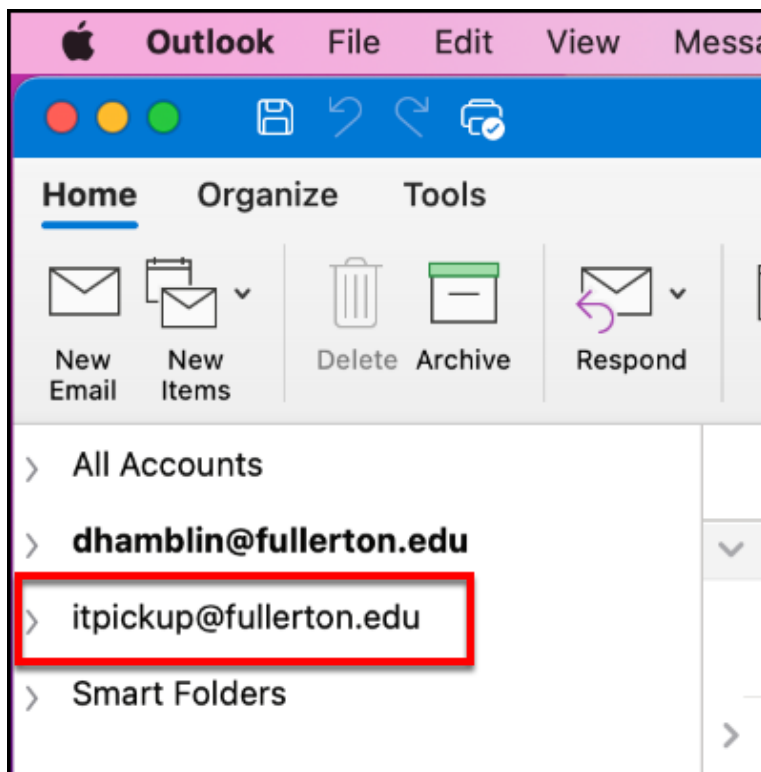 Outlook File Edit View Messa
Home Organize Tools
New Email
New Items
Delete
Archive
Respond
All Accounts
dhamblin@fullerton.edu
itpickup@fullerton.edu
Smart Folders